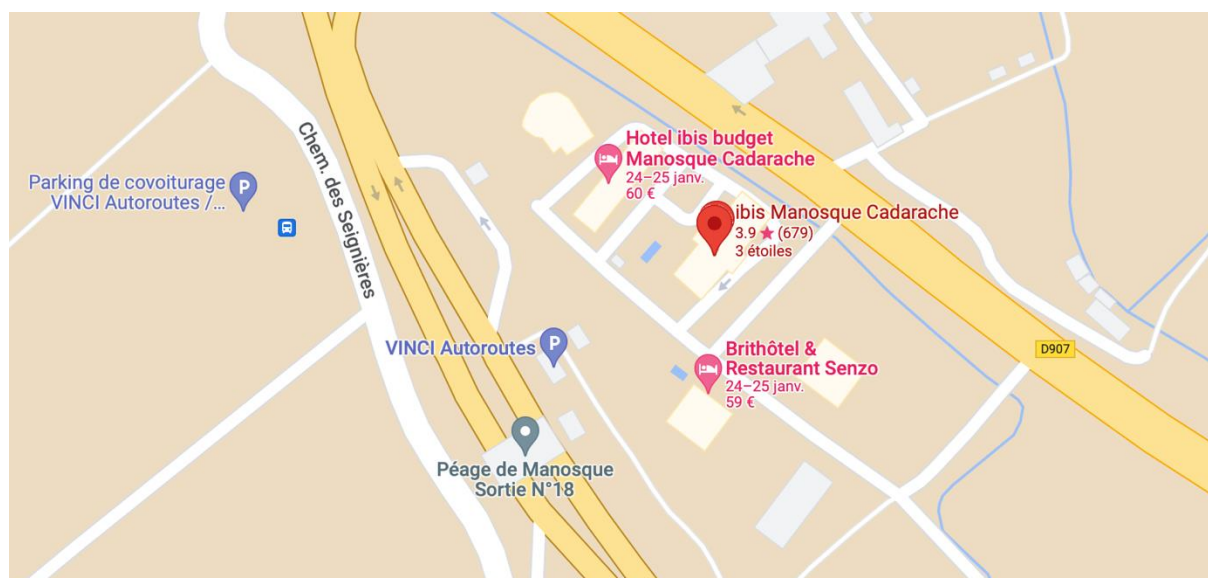 Hotel ibis budget
Manosque Cadarache
24–25 janv.
60 €
ibis Manosque Cadarache
3.9 ★ (679)
3 étoiles
Chem. des Seignières
Parking de covoiturage
VINCI Autoroutes /...
P
VINCI Autoroutes
P
Brithôtel &
Restaurant Senzo
24–25 janv.
59 €
D907
Péage de Manosque
Sortie N°18